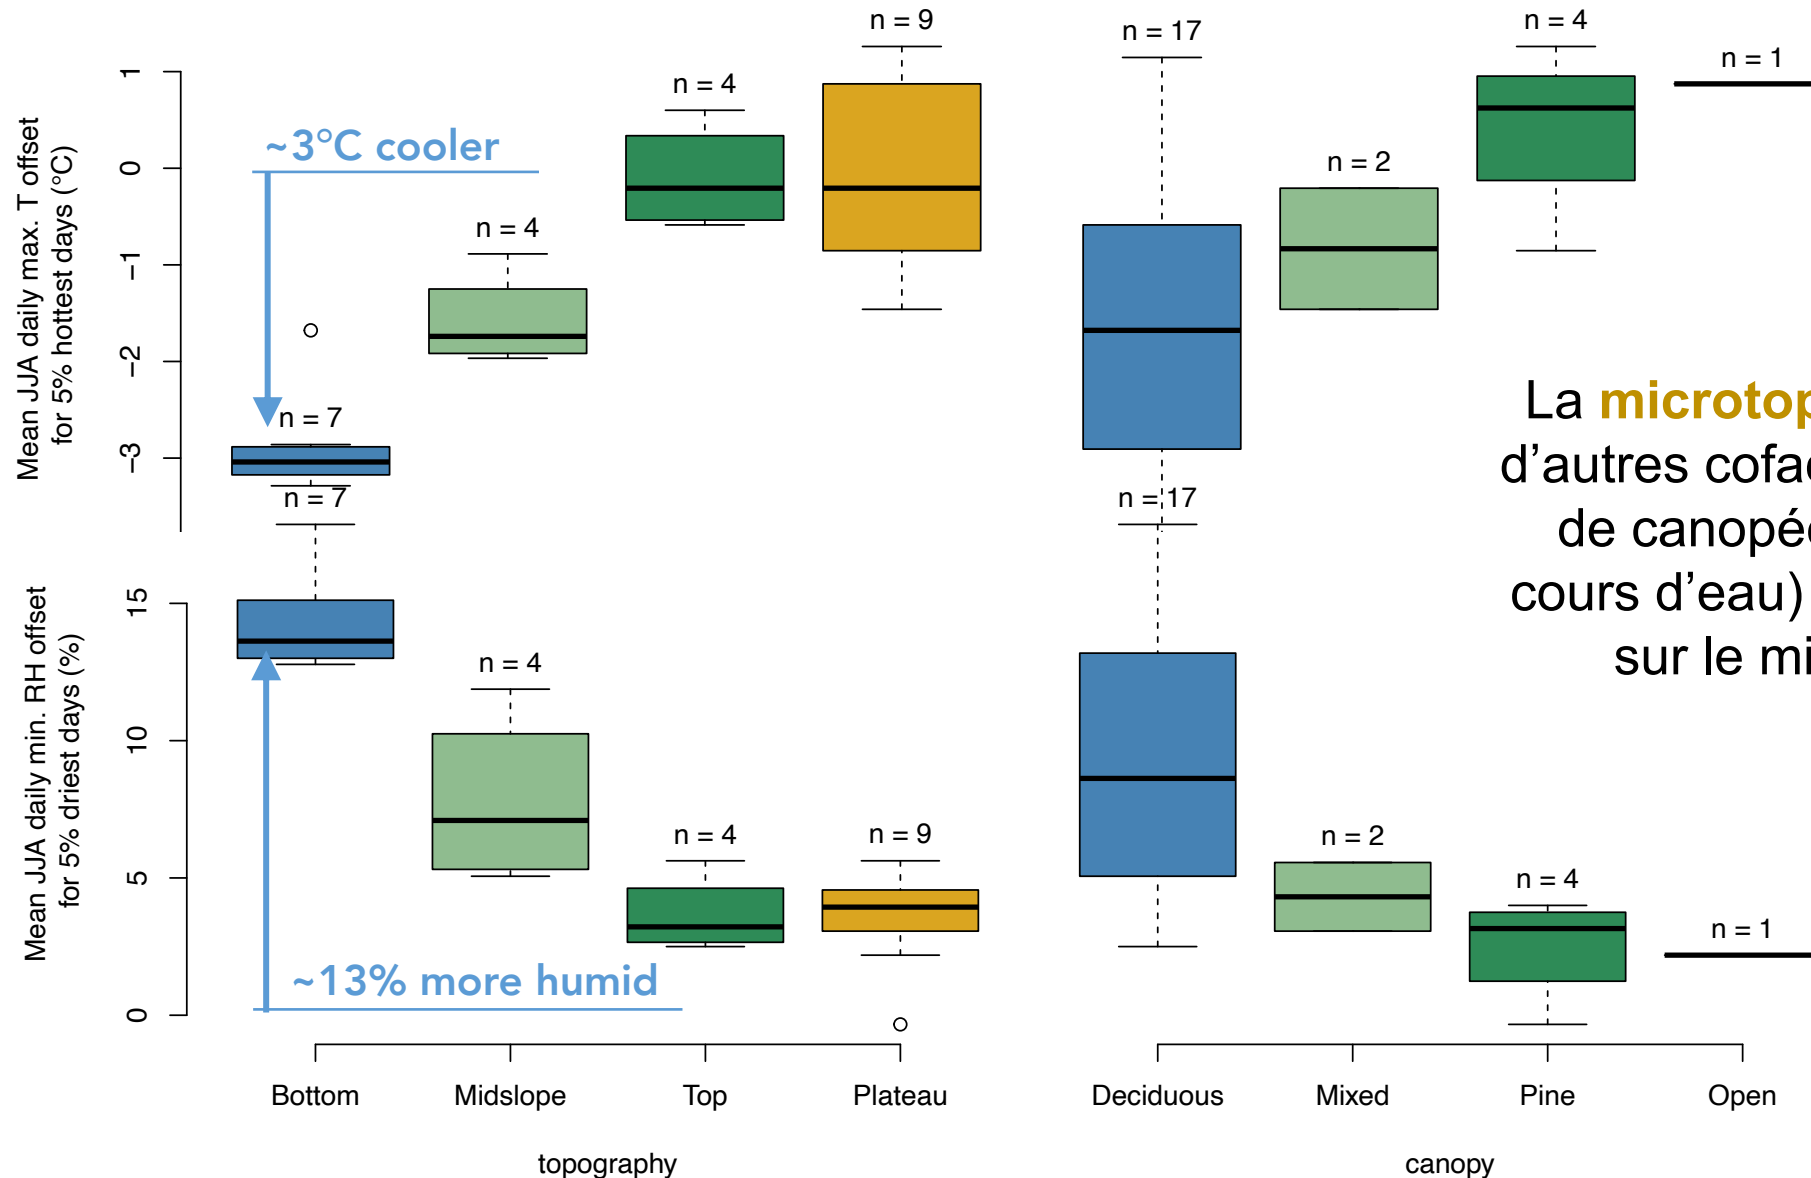 n = 9
n = 17
n = 4
n = 1
n = 4
~3°C cooler
n = 2
n = 4
Mean JJA daily max. T offset
for 5% hottest days (°C)
1
0
−1
−2
−3
n = 7
La microtop
d’autres cofac
de canopée
cours d’eau)
sur le mi
n = 7
n = 17
Mean JJA daily min. RH offset
for 5% driest days (%)
15
10
5
0
n = 4
n = 4
n = 9
n = 2
n = 4
n = 1
~13% more humid
Bottom
Midslope
Top
Plateau
Deciduous
Mixed
Pine
Open
topography
canopy